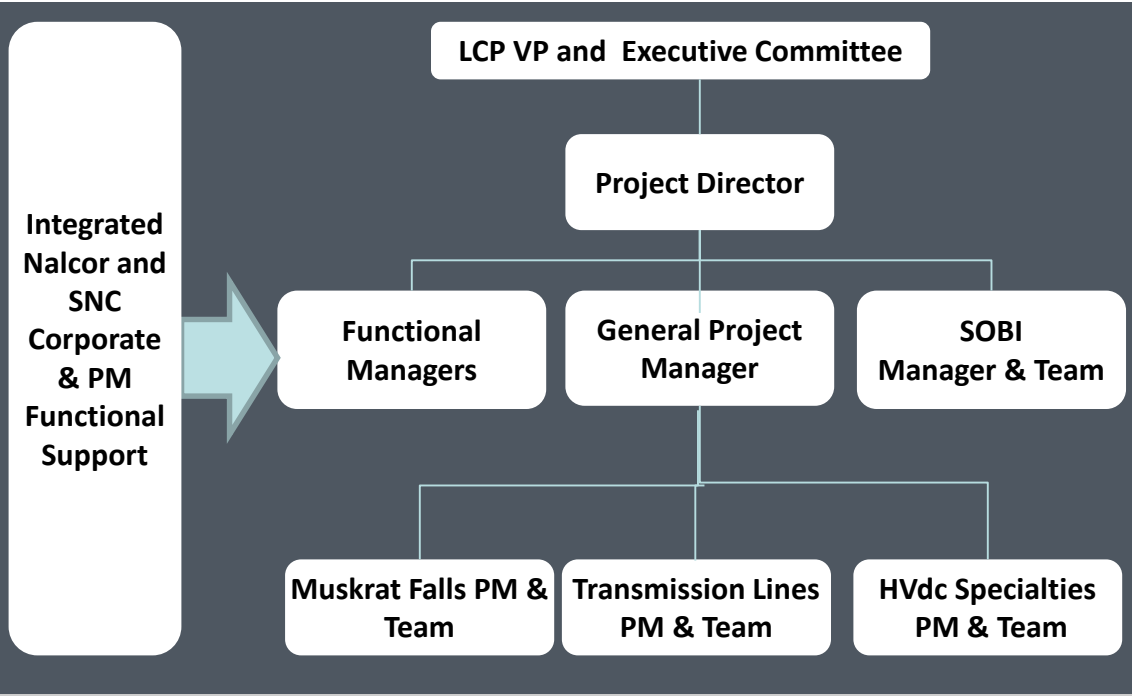 LCP VP and Executive Committee
Project Director
Integrated
Nalcor and
SNC
Corporate
& PM
Functional
Support
Functional
Managers
General Project
Manager
SOBI
Manager & Team
Muskrat Falls PM &
Team
Transmission Lines
PM & Team
HVdc Specialties
PM & Team